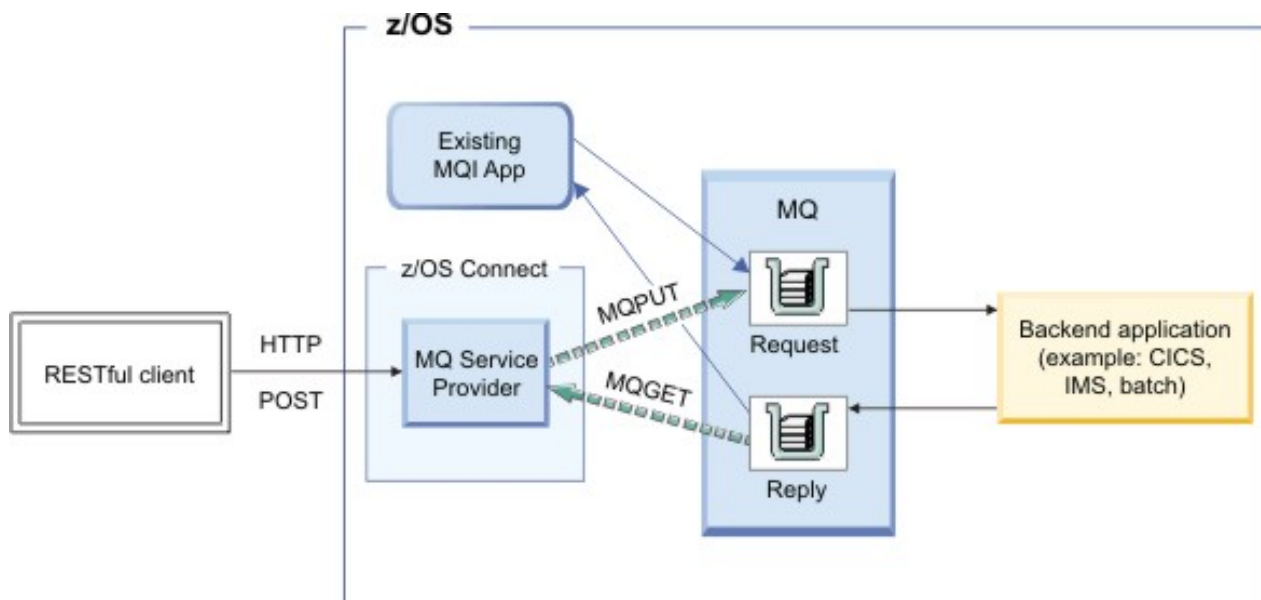 z/OS
Existing
MQI App
MQ
z/OS Connect
MQPUT
HTTP
POST
RESTful client
MQ Service
Provider
Request
Backend application
(example: CICS,
IMS, batch)
MQGET
Reply